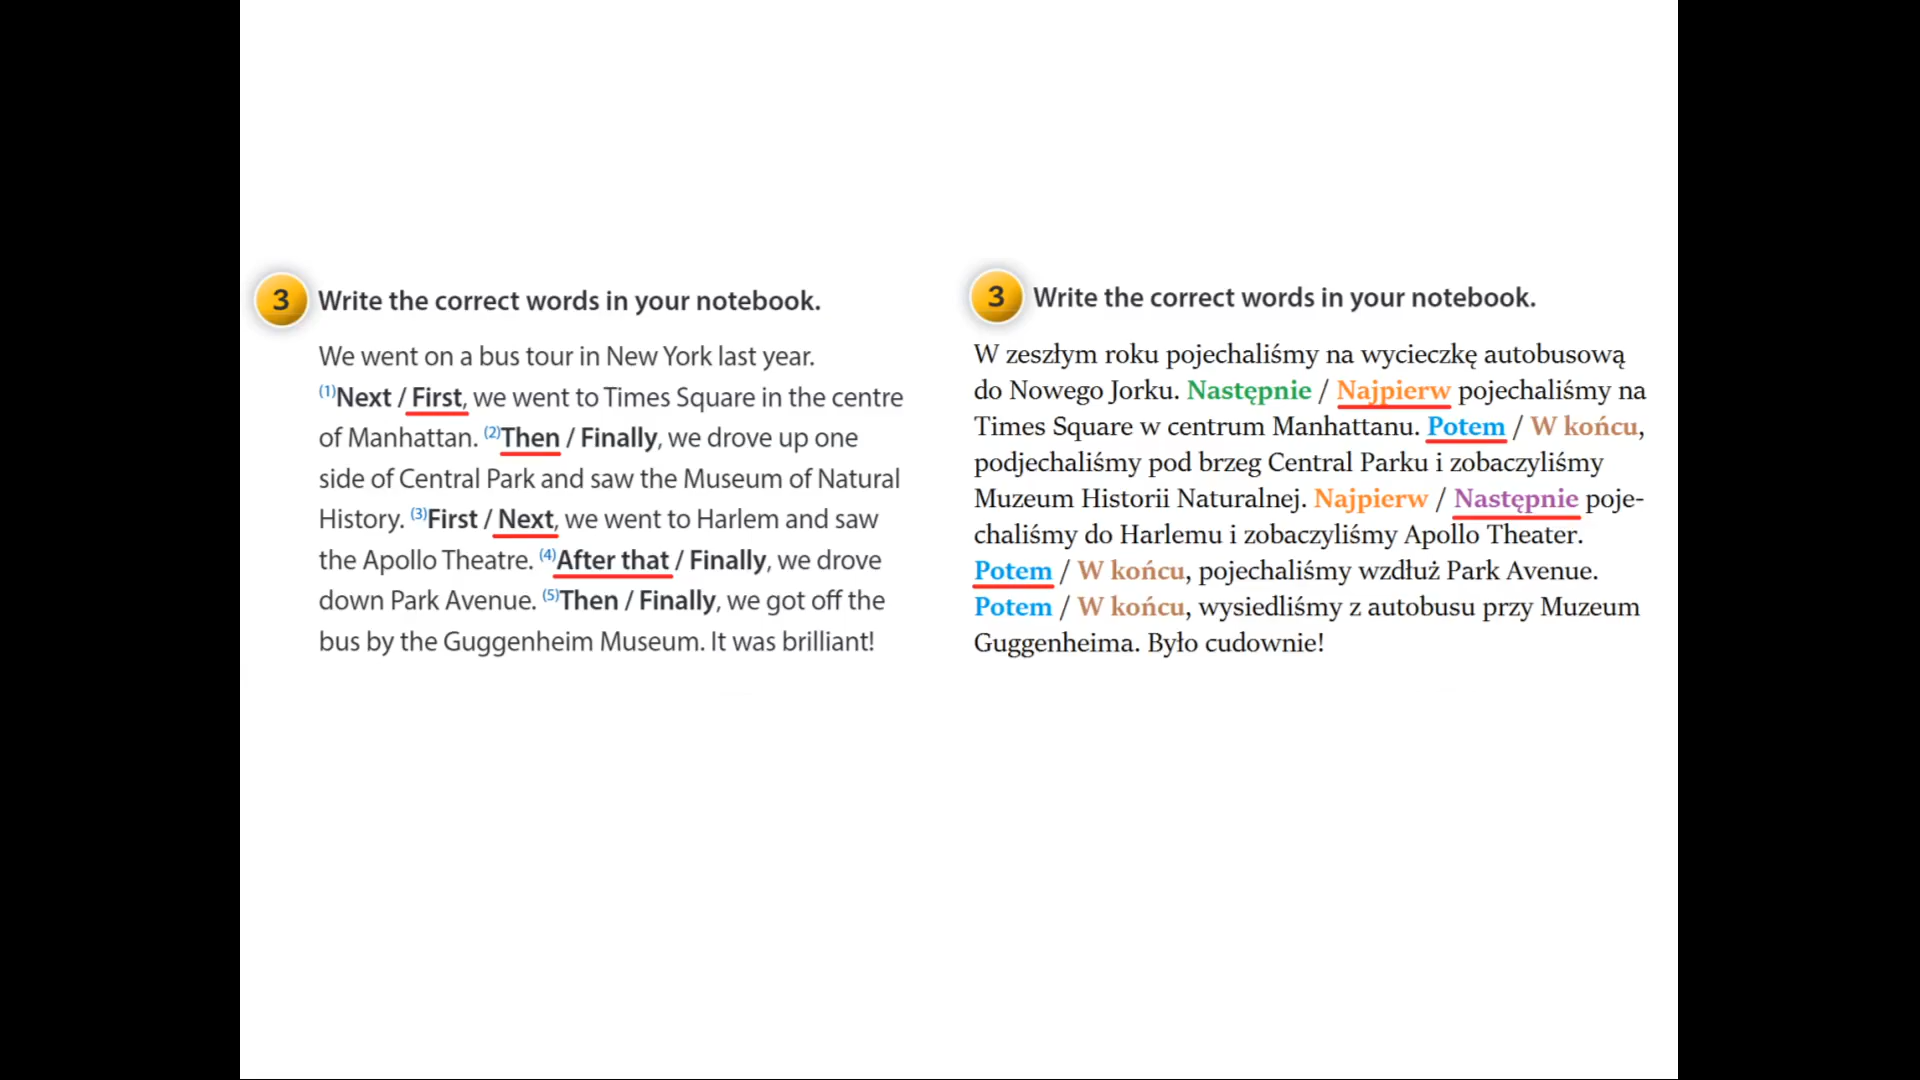 3 Write the correct words in your notebook.
We went on a bus tour in New York last year.
(1)Next / First, we went to Times Square in the centre
of Manhattan. (2)Then / Finally, we drove up one
side of Central Park and saw the Museum of Natural
History. (3)First / Next, we went to Harlem and saw
the Apollo Theatre. (4)After that / Finally, we drove
down Park Avenue. (5)Then / Finally, we got off the
bus by the Guggenheim Museum. It was brilliant!
3 Write the correct words in your notebook.
W zeszłym roku pojechaliśmy na wycieczkę autobusową
do Nowego Jorku. Następnie / Najpierw pojechaliśmy na
Times Square w centrum Manhattanu. Potem / W końcu,
podjechaliśmy pod brzeg Central Parku i zobaczyliśmy
Muzeum Historii Naturalnej. Najpierw / Następnie poje-
chaliśmy do Harlemu i zobaczyliśmy Apollo Theater.
Potem / W końcu, pojechaliśmy wzdłuż Park Avenue.
Potem / W końcu, wysiedliśmy z autobusu przy Muzeum
Guggenheima. Było cudownie!